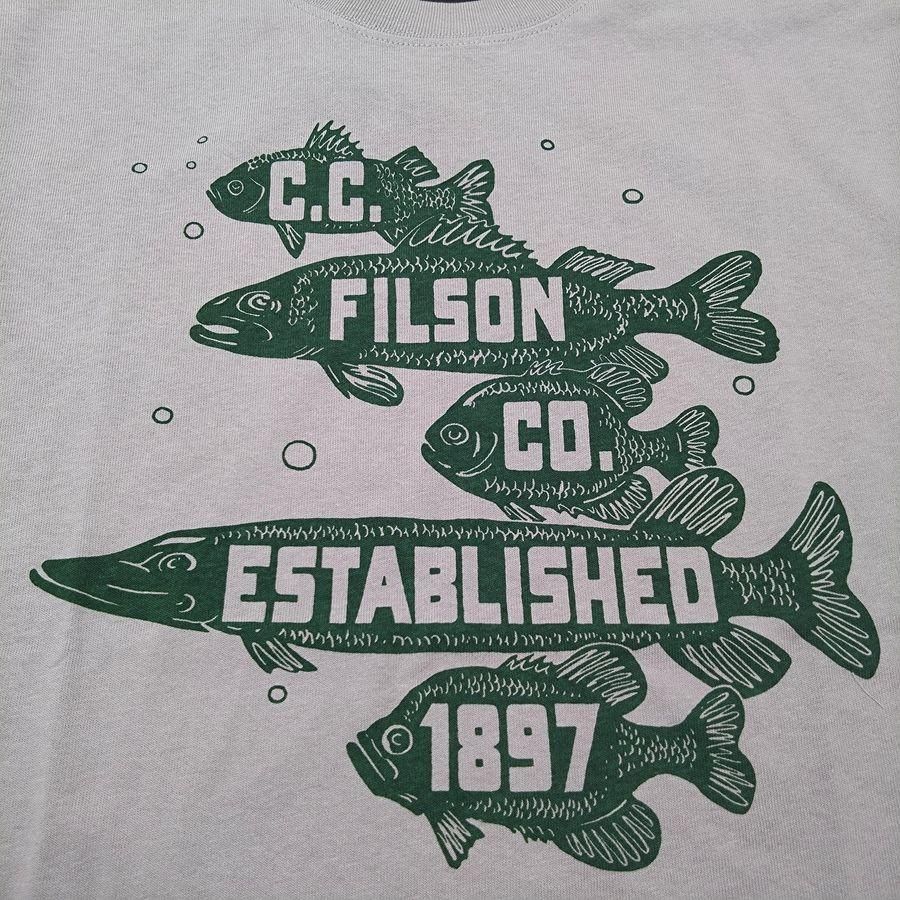 C.C.
FILSON
CO.
ESTABLISHED
1897